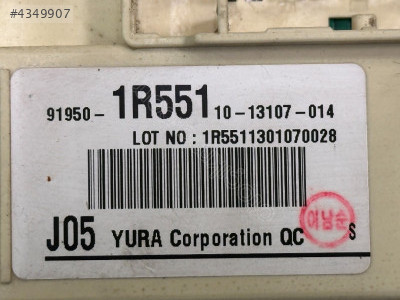 #4349907
91950-1R551 10-13107-014
LOT NO : 1R5511301070028
J05 YURA Corporation QC S
이남순